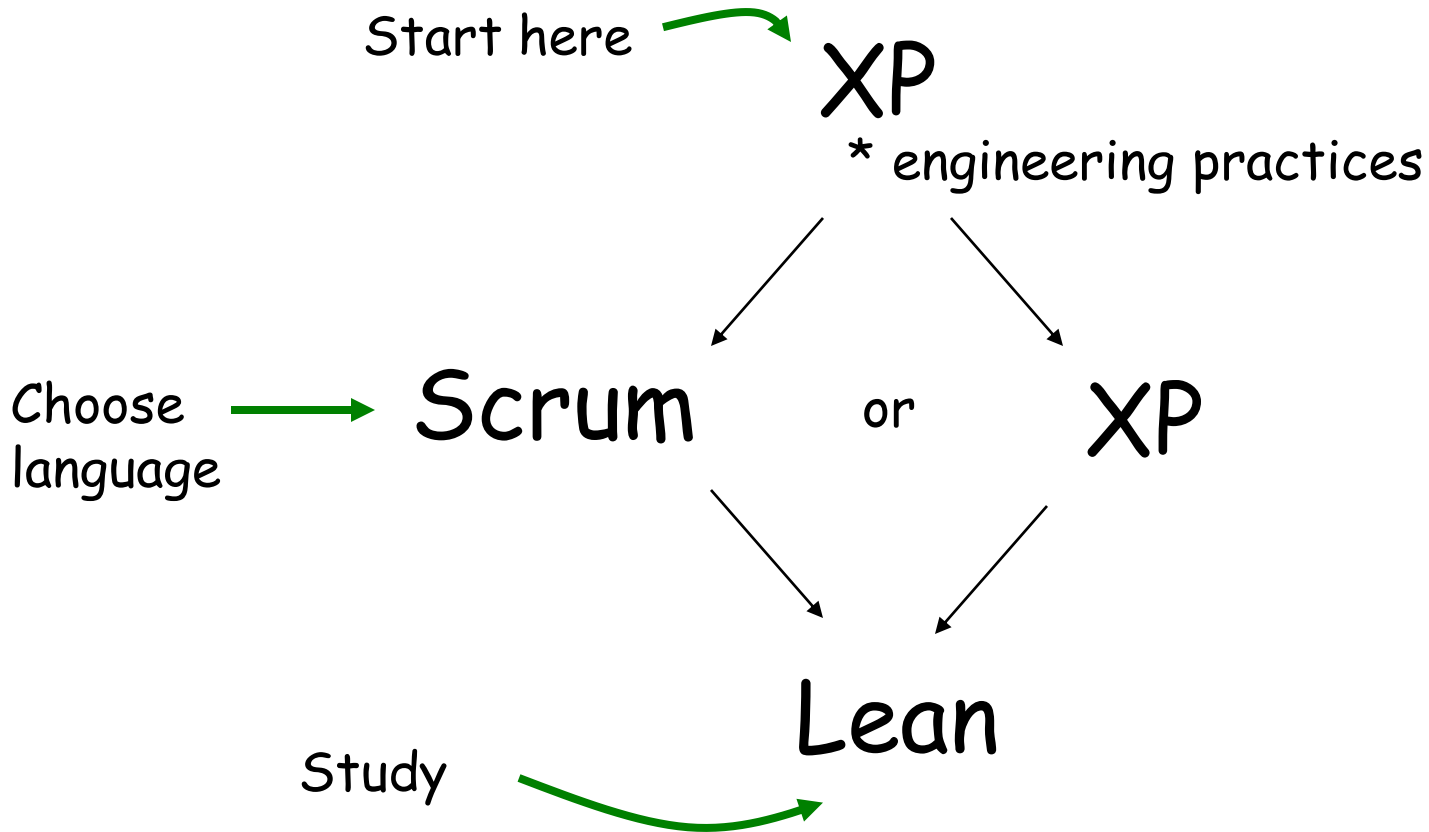 Start here
XP
* engineering practices
Choose
language
Scrum
or
XP
Lean
Study